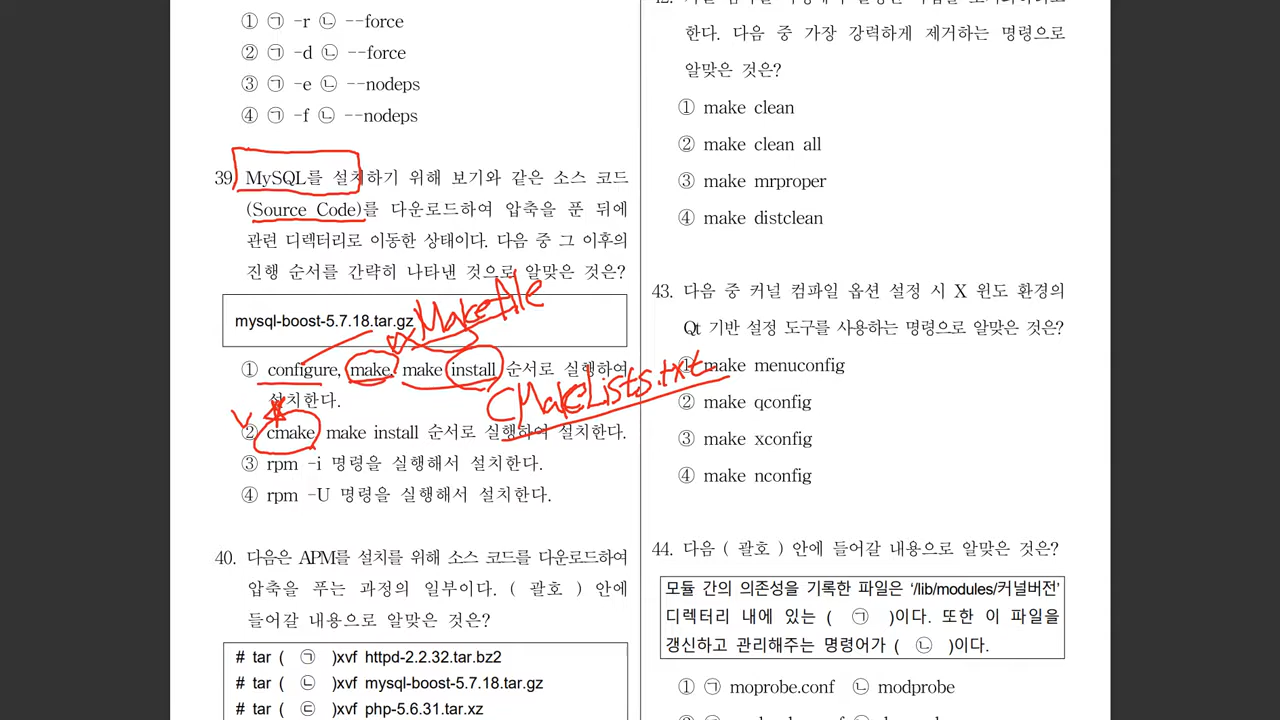 ① ㉠ -r ㉡ --force
② ㉠ -d ㉡ --force
③ ㉠ -e ㉡ --nodeps
④ ㉠ -f ㉡ --nodeps
39. MySQL를 설치하기 위해 보기와 같은 소스 코드
(Source Code)를 다운로드하여 압축을 푼 뒤에
관련 디렉터리로 이동한 상태이다. 다음 중 그 이후의
진행 순서를 간략히 나타낸 것으로 알맞은 것은?
Makefile
mysql-boost-5.7.18.tar.gz
① configure, make, make install 순서로 실행하여
설치한다.
CMakeLists.txt
② cmake, make install 순서로 실행하여 설치한다.
③ rpm -i 명령을 실행해서 설치한다.
④ rpm -U 명령을 실행해서 설치한다.
40. 다음은 APM를 설치를 위해 소스 코드를 다운로드하여
압축을 푸는 과정의 일부이다. ( 괄호 ) 안에
들어갈 내용으로 알맞은 것은?
# tar ( ㉠ )xvf httpd-2.2.32.tar.bz2
# tar ( ㉡ )xvf mysql-boost-5.7.18.tar.gz
# tar ( ㉢ )xvf php-5.6.31.tar.xz
한다. 다음 중 가장 강력하게 제거하는 명령으로
알맞은 것은?
① make clean
② make clean all
③ make mrproper
④ make distclean
43. 다음 중 커널 컴파일 옵션 설정 시 X 윈도 환경의
Qt 기반 설정 도구를 사용하는 명령으로 알맞은 것은?
① make menuconfig
② make qconfig
③ make xconfig
④ make nconfig
44. 다음 ( 괄호 ) 안에 들어갈 내용으로 알맞은 것은?
모듈 간의 의존성을 기록한 파일은 '/lib/modules/커널버전'
디렉터리 내에 있는 ( ㉠ )이다. 또한 이 파일을
갱신하고 관리해주는 명령어가 ( ㉡ )이다.
① ㉠ moprobe.conf ㉡ modprobe